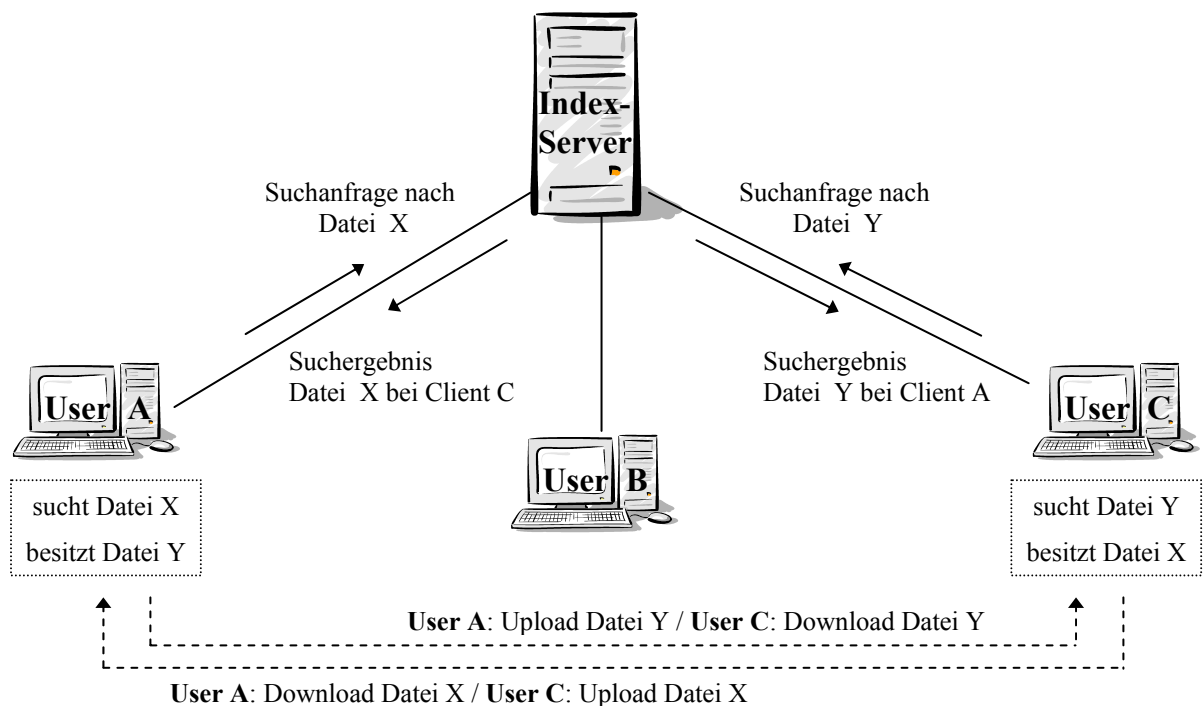 Index-
Server
Suchanfrage nach
Datei X
Suchanfrage nach
Datei Y
Suchergebnis
Datei X bei Client C
Suchergebnis
Datei Y bei Client A
User A
User B
User C
sucht Datei X
besitzt Datei Y
sucht Datei Y
besitzt Datei X
User A: Upload Datei Y / User C: Download Datei Y
User A: Download Datei X / User C: Upload Datei X